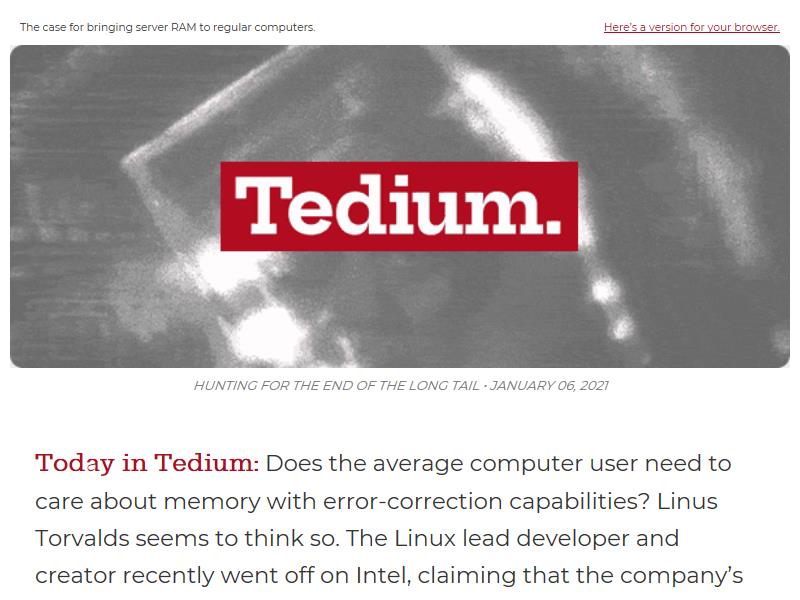 The case for bringing server RAM to regular computers.
Here's a version for your browser.
Tedium.
HUNTING FOR THE END OF THE LONG TAIL • JANUARY 06, 2021
Today in Tedium: Does the average computer user need to
care about memory with error-correction capabilities? Linus
Torvalds seems to think so. The Linux lead developer and
creator recently went off on Intel, claiming that the company’s